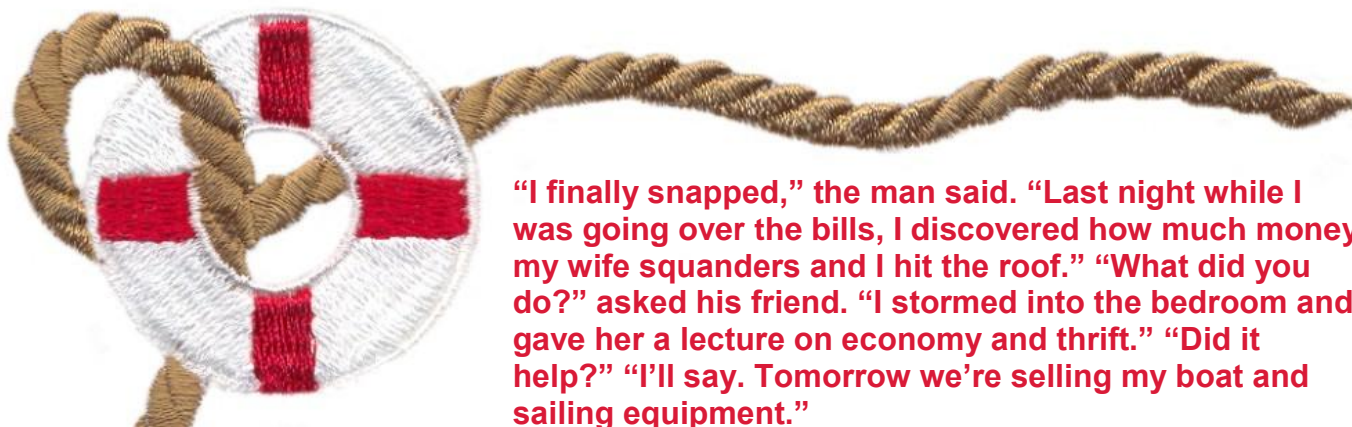 “I finally snapped,” the man said. “Last night while I
was going over the bills, I discovered how much money
my wife squanders and I hit the roof.” “What did you
do?” asked his friend. “I stormed into the bedroom and
gave her a lecture on economy and thrift.” “Did it
help?” “I’ll say. Tomorrow we’re selling my boat and
sailing equipment.”